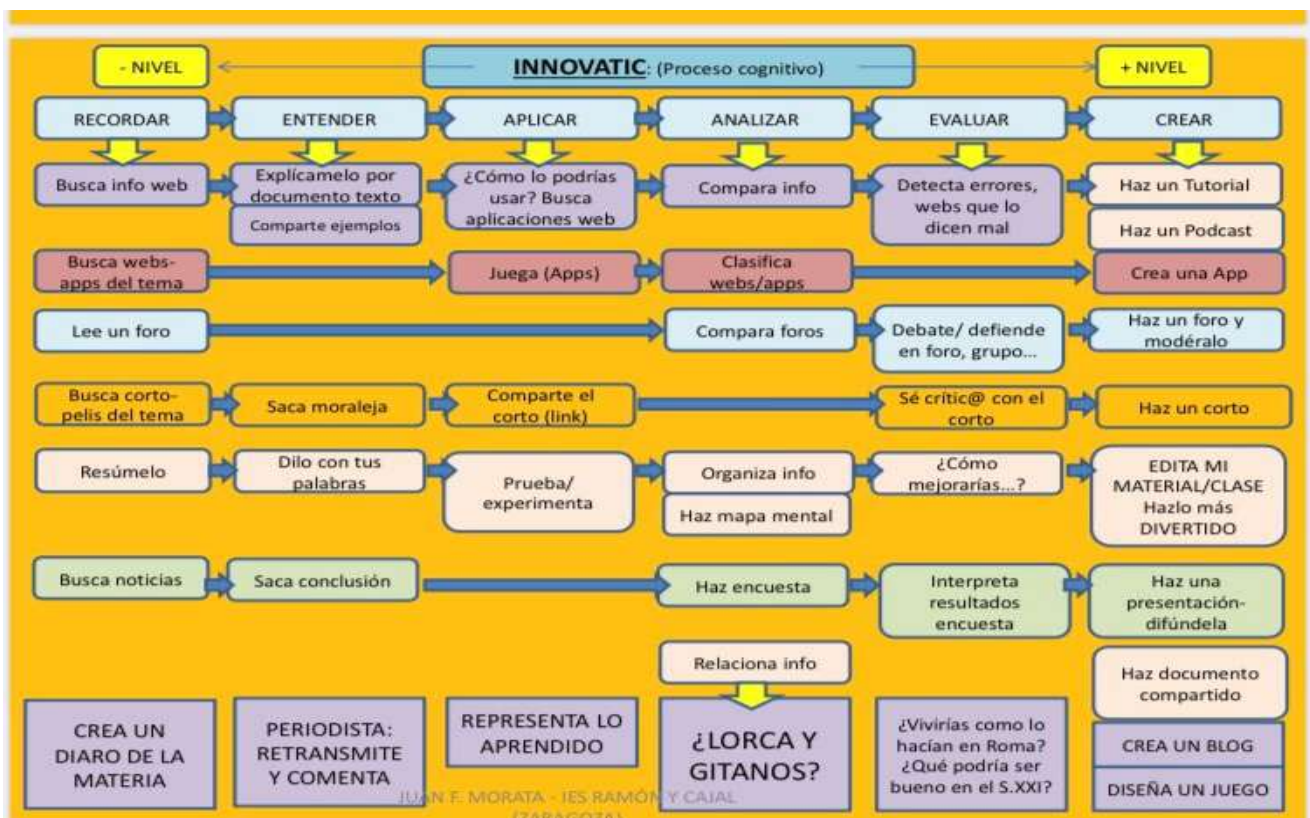 - NIVEL
INNOVATIC: (Proceso cognitivo)
+ NIVEL
RECORDAR
ENTENDER
APLICAR
ANALIZAR
EVALUAR
CREAR
Busca info web
Explícamelo por
documento texto
Comparte ejemplos
¿Cómo lo podrías
usar? Busca
aplicaciones web
Compara info
Detecta errores,
webs que lo
dicen mal
Haz un Tutorial
Haz un Podcast
Busca webs-
apps del tema
Juega (Apps)
Clasifica
webs/apps
Crea una App
Lee un foro
Compara foros
Debate/ defiende
en foro, grupo...
Haz un foro y
modéralo
Busca corto-
pelis del tema
Saca moraleja
Comparte el
corto (link)
Sé crític@ con el
corto
Haz un corto
Resúmelo
Dilo con tus
palabras
Prueba/
experimenta
Organiza info
Haz mapa mental
¿Cómo
mejorarías...?
EDITA MI
MATERIAL/CLASE
Hazlo más
DIVERTIDO
Busca noticias
Saca conclusión
Haz encuesta
Interpreta
resultados
encuesta
Haz una
presentación-
difúndela
Relaciona info
Haz documento
compartido
CREA UN
DIARO DE LA
MATERIA
PERIODISTA:
RETRANSMITE
Y COMENTA
REPRESENTA LO
APRENDIDO
¿LORCA Y
GITANOS?
¿Vivirías como lo
hacían en Roma?
¿Qué podría ser
bueno en el S.XXI?
CREA UN BLOG
DISEÑA UN JUEGO
JUAN F. MORATA - IES RAMÓN Y CAJAL
(ZARAGOZA)